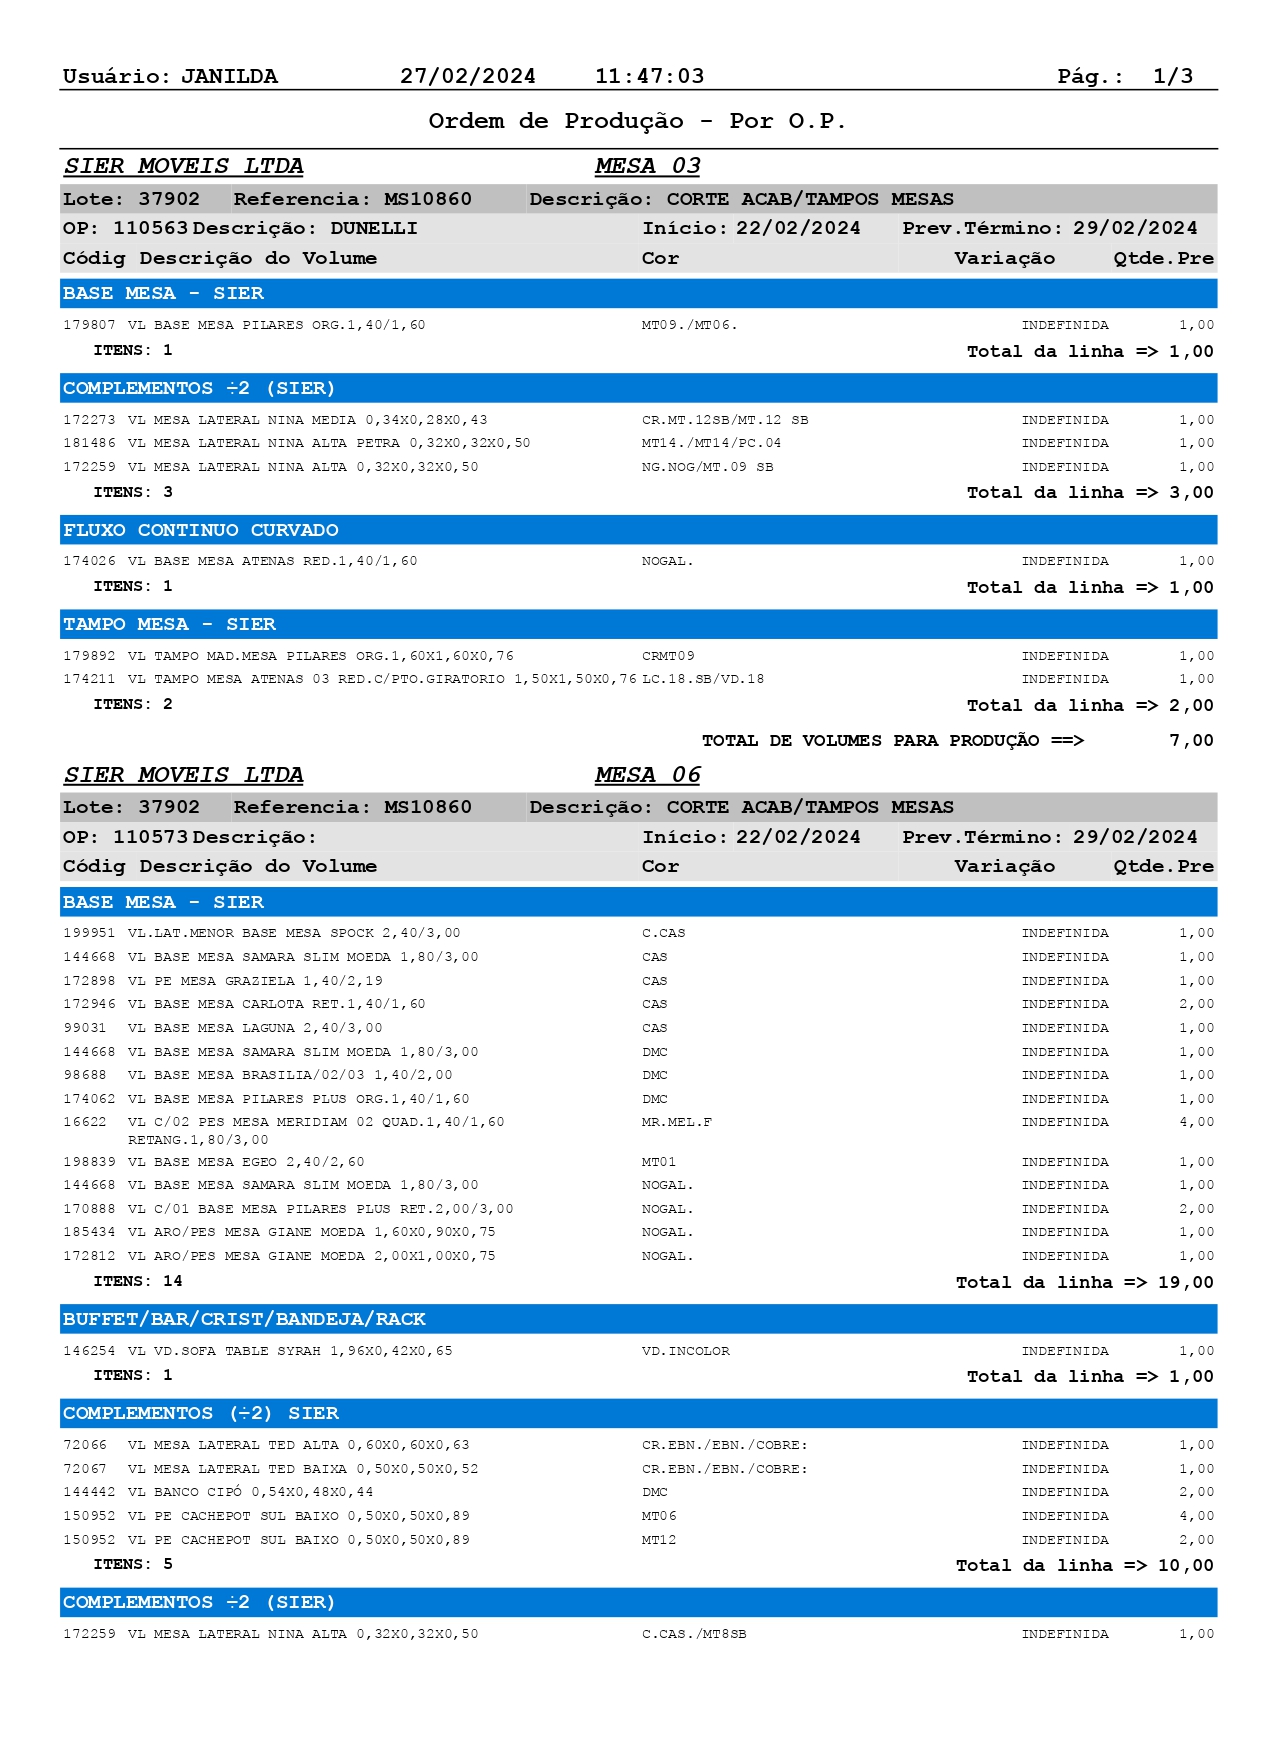 Usuário: JANILDA 27/02/2024 11:47:03 Pág.: 1/3
Ordem de Produção - Por O.P.
SIER MOVEIS LTDA MESA 03
Lote: 37902 Referencia: MS10860 Descrição: CORTE ACAB/TAMPOS MESAS
OP: 110563 Descrição: DUNELLI Início: 22/02/2024 Prev.Término: 29/02/2024
Códig Descrição do Volume Cor Variação Qtde.Pre
BASE MESA - SIER
179807 VL BASE MESA PILARES ORG.1,40/1,60 MT09./MT06. INDEFINIDA 1,00
ITENS: 1 Total da linha => 1,00
COMPLEMENTOS ÷2 (SIER)
172273 VL MESA LATERAL NINA MEDIA 0,34X0,28X0,43 CR.MT.12SB/MT.12 SB INDEFINIDA 1,00
181486 VL MESA LATERAL NINA ALTA PETRA 0,32X0,32X0,50 MT14./MT14/PC.04 INDEFINIDA 1,00
172259 VL MESA LATERAL NINA ALTA 0,32X0,32X0,50 NG.NOG/MT.09 SB INDEFINIDA 1,00
ITENS: 3 Total da linha => 3,00
FLUXO CONTINUO CURVADO
174026 VL BASE MESA ATENAS RED.1,40/1,60 NOGAL. INDEFINIDA 1,00
ITENS: 1 Total da linha => 1,00
TAMPO MESA - SIER
179892 VL TAMPO MAD.MESA PILARES ORG.1,60X1,60X0,76 CRMT09 INDEFINIDA 1,00
174211 VL TAMPO MESA ATENAS 03 RED.C/PTO.GIRATORIO 1,50X1,50X0,76 LC.18.SB/VD.18 INDEFINIDA 1,00
ITENS: 2 Total da linha => 2,00
TOTAL DE VOLUMES PARA PRODUÇÃO ==> 7,00
SIER MOVEIS LTDA MESA 06
Lote: 37902 Referencia: MS10860 Descrição: CORTE ACAB/TAMPOS MESAS
OP: 110573 Descrição: Início: 22/02/2024 Prev.Término: 29/02/2024
Códig Descrição do Volume Cor Variação Qtde.Pre
BASE MESA - SIER
199951 VL.LAT.MENOR BASE MESA SPOCK 2,40/3,00 C.CAS INDEFINIDA 1,00
144668 VL BASE MESA SAMARA SLIM MOEDA 1,80/3,00 CAS INDEFINIDA 1,00
172898 VL PE MESA GRAZIELA 1,40/2,19 CAS INDEFINIDA 1,00
172946 VL BASE MESA CARLOTA RET.1,40/1,60 CAS INDEFINIDA 2,00
99031 VL BASE MESA LAGUNA 2,40/3,00 CAS INDEFINIDA 1,00
144668 VL BASE MESA SAMARA SLIM MOEDA 1,80/3,00 DMC INDEFINIDA 1,00
98688 VL BASE MESA BRASILIA/02/03 1,40/2,00 DMC INDEFINIDA 1,00
174062 VL BASE MESA PILARES PLUS ORG.1,40/1,60 DMC INDEFINIDA 1,00
16622 VL C/02 PES MESA MERIDIAM 02 QUAD.1,40/1,60 MR.MEL.F INDEFINIDA 4,00
RETANG.1,80/3,00
198839 VL BASE MESA EGEO 2,40/2,60 MT01 INDEFINIDA 1,00
144668 VL BASE MESA SAMARA SLIM MOEDA 1,80/3,00 NOGAL. INDEFINIDA 1,00
170888 VL C/01 BASE MESA PILARES PLUS RET.2,00/3,00 NOGAL. INDEFINIDA 2,00
185434 VL ARO/PES MESA GIANE MOEDA 1,60X0,90X0,75 NOGAL. INDEFINIDA 1,00
172812 VL ARO/PES MESA GIANE MOEDA 2,00X1,00X0,75 NOGAL. INDEFINIDA 1,00
ITENS: 14 Total da linha => 19,00
BUFFET/BAR/CRIST/BANDEJA/RACK
146254 VL VD.SOFA TABLE SYRAH 1,96X0,42X0,65 VD.INCOLOR INDEFINIDA 1,00
ITENS: 1 Total da linha => 1,00
COMPLEMENTOS (÷2) SIER
72066 VL MESA LATERAL TED ALTA 0,60X0,60X0,63 CR.EBN./EBN./COBRE: INDEFINIDA 1,00
72067 VL MESA LATERAL TED BAIXA 0,50X0,50X0,52 CR.EBN./EBN./COBRE: INDEFINIDA 1,00
144442 VL BANCO CIPÓ 0,54X0,48X0,44 DMC INDEFINIDA 2,00
150952 VL PE CACHEPOT SUL BAIXO 0,50X0,50X0,89 MT06 INDEFINIDA 4,00
150952 VL PE CACHEPOT SUL BAIXO 0,50X0,50X0,89 MT12 INDEFINIDA 2,00
ITENS: 5 Total da linha => 10,00
COMPLEMENTOS ÷2 (SIER)
172259 VL MESA LATERAL NINA ALTA 0,32X0,32X0,50 C.CAS./MT8SB INDEFINIDA 1,00